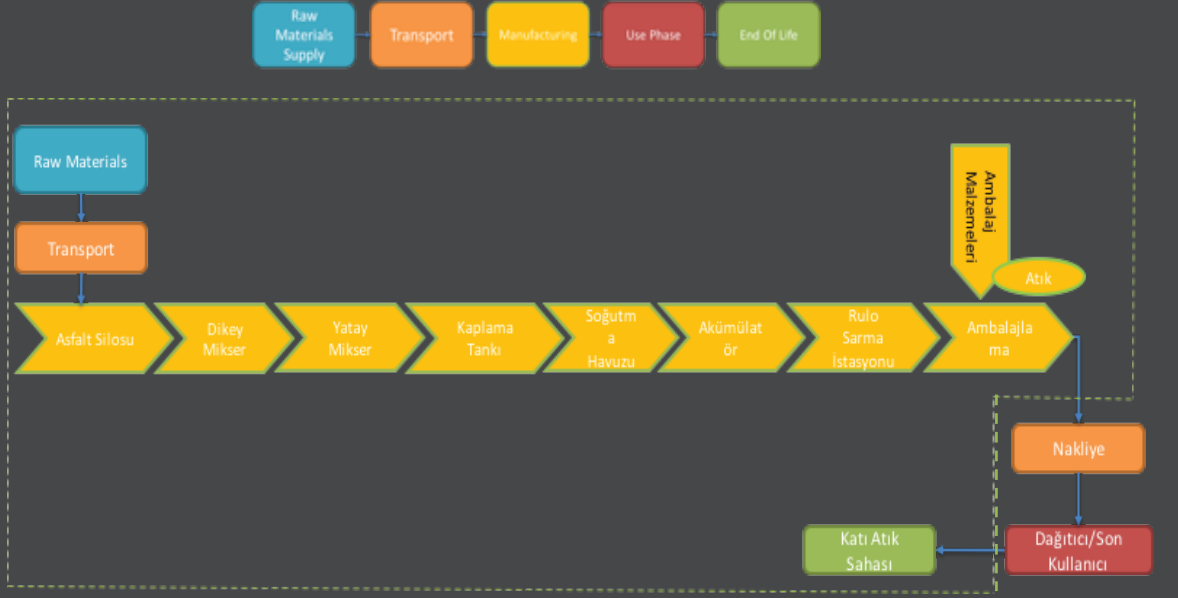 Raw
Materials
Supply
Transport
Manufacturing
Use Phase
End Of Life
Raw Materials
Transport
Ambalaj
Malzemeleri
Atık
Asfalt Silosu
Dikey
Mikser
Yatay
Mikser
Kaplama
Tankı
Soğutm
a
Havuzu
Akümülat
ör
Rulo
Sarma
İstasyonu
Ambalajla
ma
Nakliye
Dağıtıcı/Son
Kullanıcı
Katı Atık
Sahası